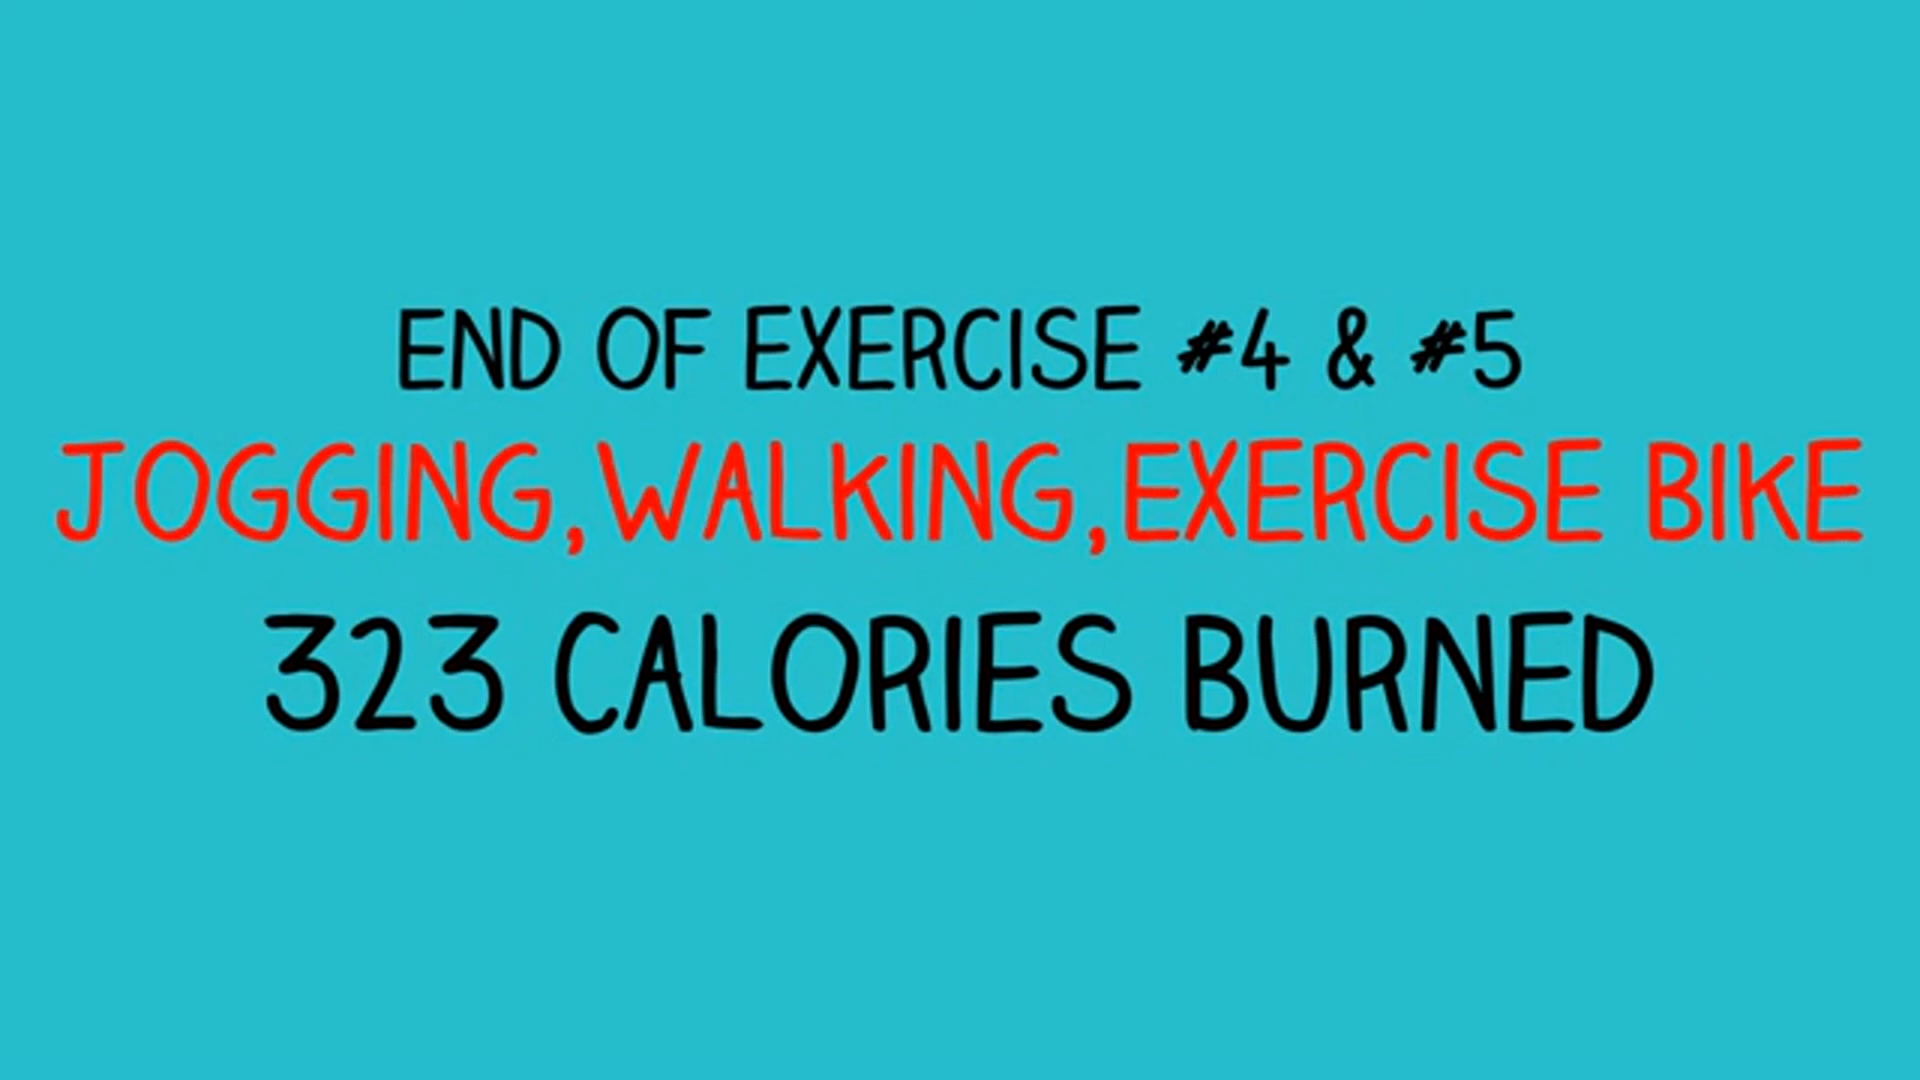 END OF EXERCISE #4 & #5
JOGGING,WALKING,EXERCISE BIKE
323 CALORIES BURNED